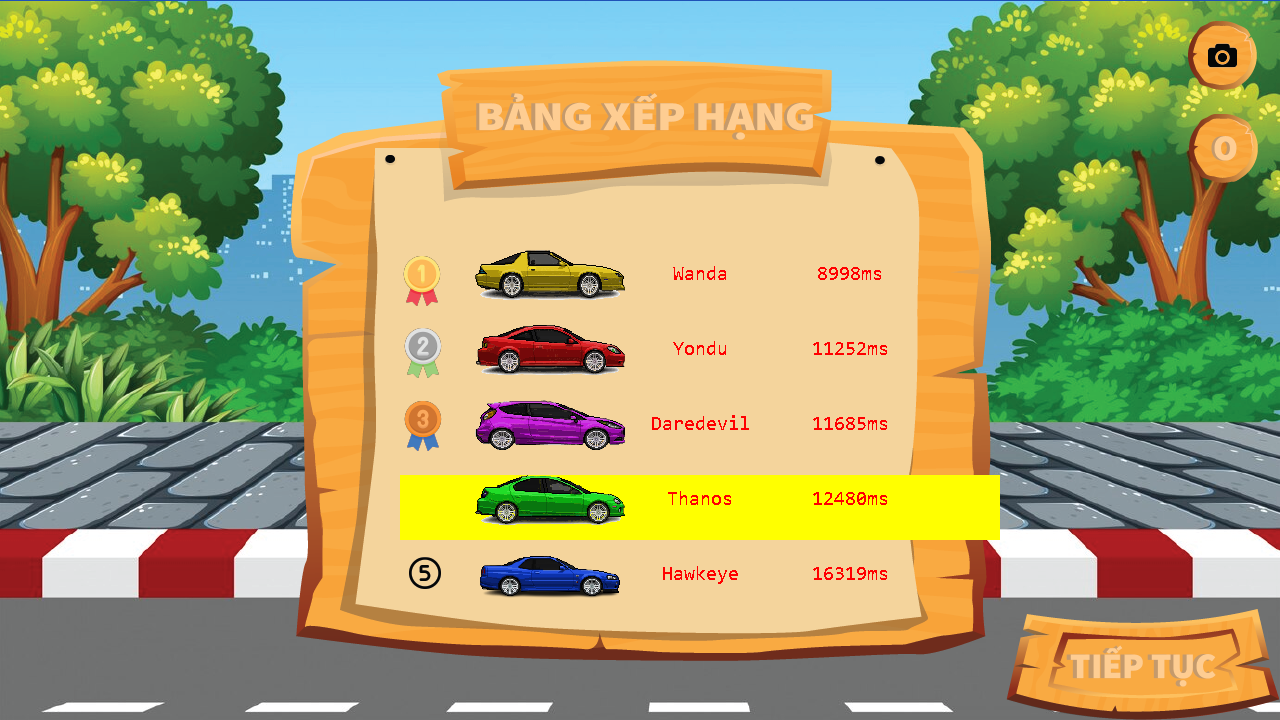 BẢNG XẾP HẠNG
0
1 Wanda 8998ms
2 Yondu 11252ms
3 Daredevil 11685ms
Thanos 12480ms
5 Hawkeye 16319ms
TIẾP TỤC